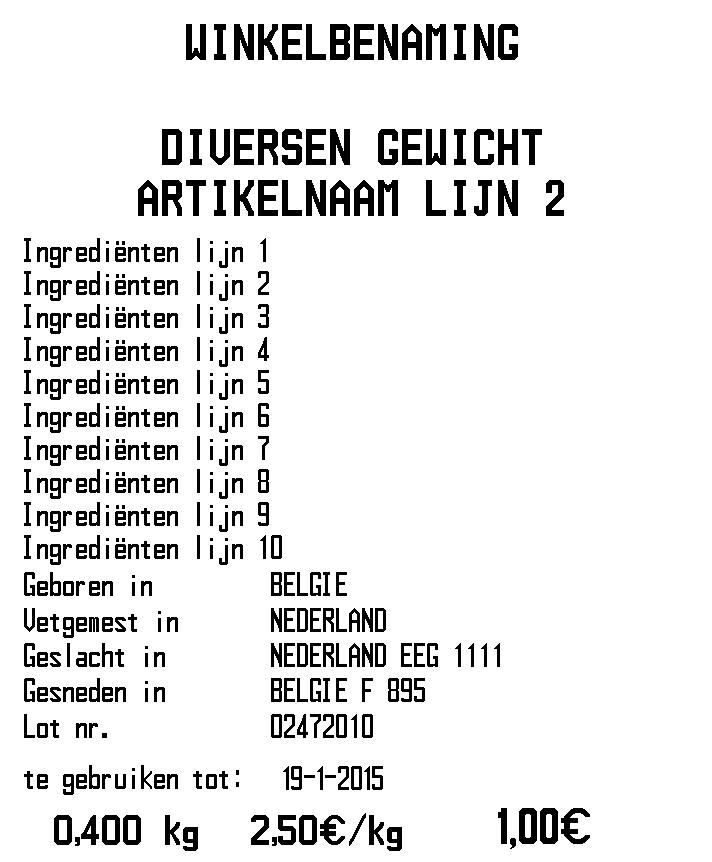 WINKELBENAMING
DIVERSEN GEWICHT
ARTIKELNAAM LIJN 2
Ingrediënten lijn 1
Ingrediënten lijn 2
Ingrediënten lijn 3
Ingrediënten lijn 4
Ingrediënten lijn 5
Ingrediënten lijn 6
Ingrediënten lijn 7
Ingrediënten lijn 8
Ingrediënten lijn 9
Ingrediënten lijn 10
Geboren in BELGIE
Vetgemest in NEDERLAND
Geslacht in NEDERLAND EEG 1111
Gesneden in BELGIE F 895
Lot nr. 02472010
te gebruiken tot: 19-1-2015
0,400 kg 2,50€/kg 1,00€